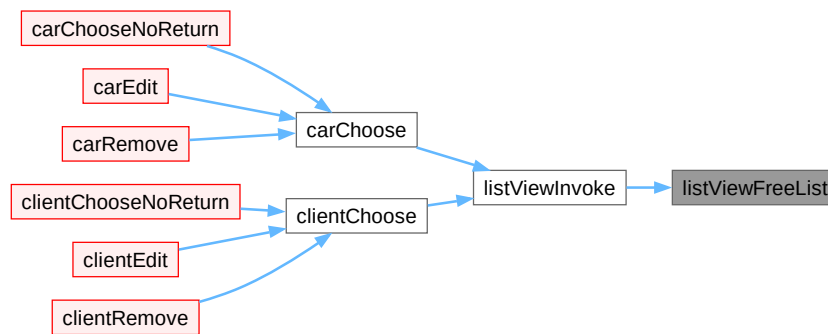 carChooseNoReturn
carEdit
carRemove
carChoose
clientChooseNoReturn
clientEdit
clientRemove
clientChoose
listViewInvoke
listViewFreeList